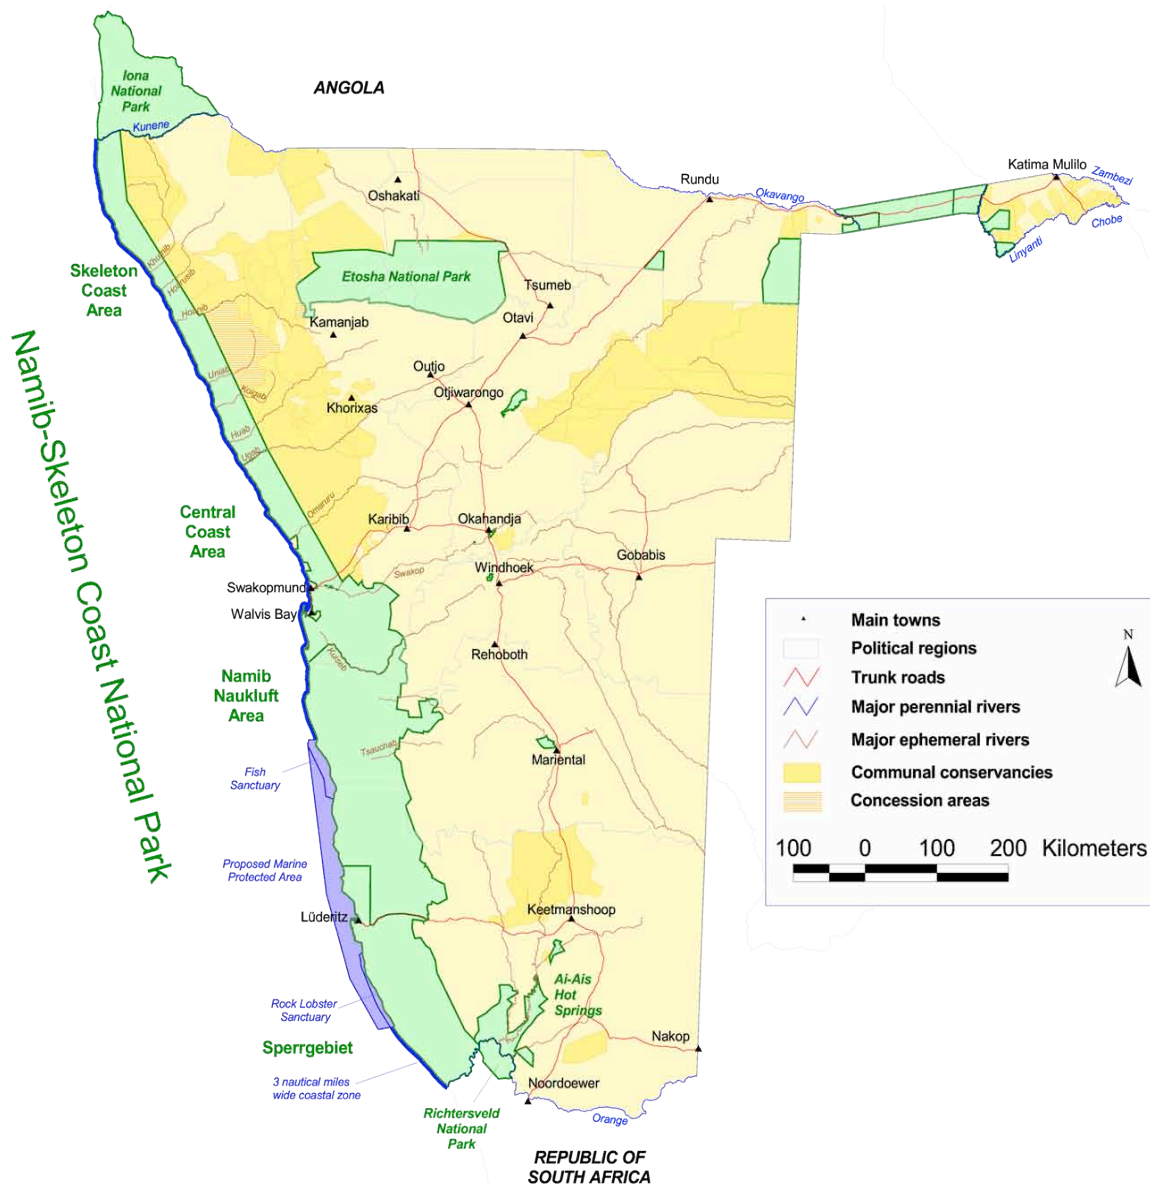 Iona
National
Park
ANGOLA
Kunene
Oshakati
Rundu
Okavango
Katima Mulilo
Zambezi
Chobe
Linyanti
Skeleton
Coast
Area
Khumib
Hoarusib
Hoanib
Etosha National Park
Tsumeb
Otavi
Kamanjab
Outjo
Otjiwarongo
Khorixas
Uniab
Koigab
Huab
Ugab
Namib-Skeleton Coast National Park
Central
Coast
Area
Omaruru
Karibib
Okahandja
Windhoek
Gobabis
Swakop
Swakopmund
Walvis Bay
Rehoboth
Kuiseb
Namib
Naukluft
Area
Tsauchab
Mariental
Fish
Sanctuary
Proposed Marine
Protected Area
Lüderitz
Keetmanshoop
Ai-Ais
Hot
Springs
Rock Lobster
Sanctuary
Sperrgebiet
3 nautical miles
wide coastal zone
Nakop
Noordoewer
Orange
Richtersveld
National
Park
REPUBLIC OF
SOUTH AFRICA
Main towns
Political regions
Trunk roads
Major perennial rivers
Major ephemeral rivers
Communal conservancies
Concession areas
N
100 0 100 200 Kilometers